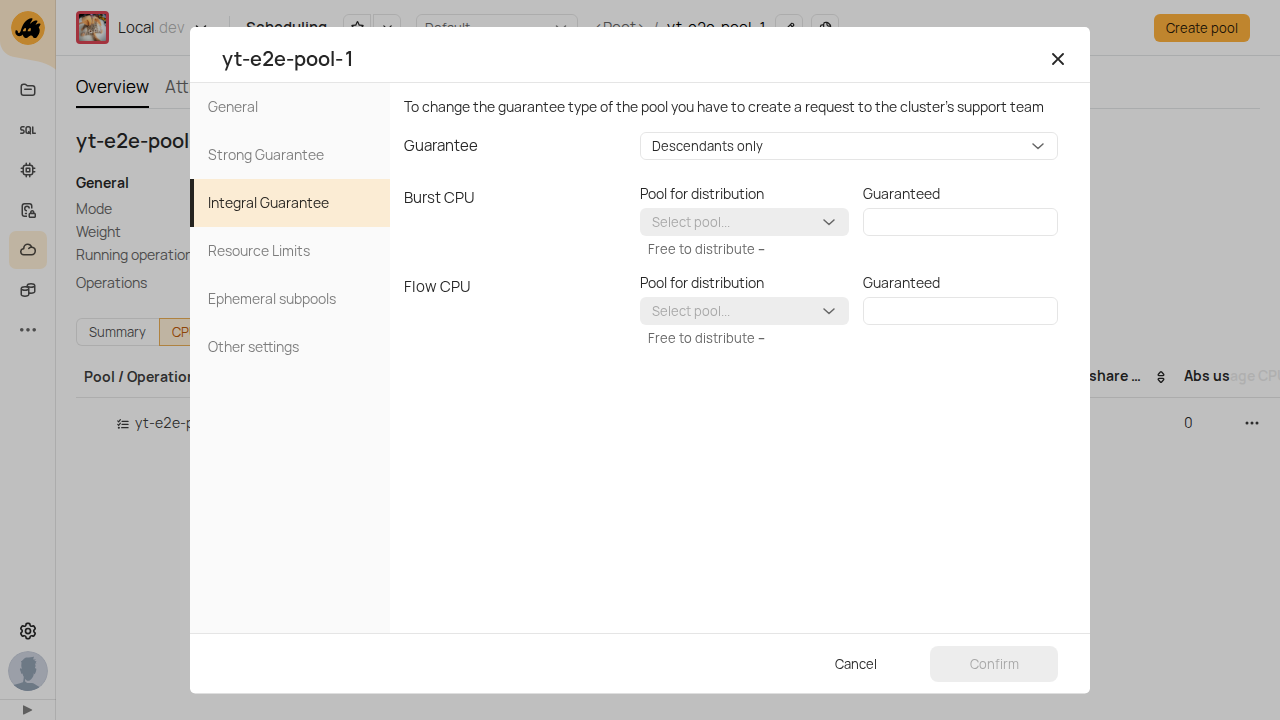 Local dev
Scheduling
Default
<Root> / yt-e2e-pool-1
Create pool
yt-e2e-pool-1
Overview
Att
SQL
yt-e2e-pool
General
Mode
Weight
Running operation
Operations
Summary
CP
Pool / Operation
share ...
Abs usage CPU
yt-e2e-p
0
General
Strong Guarantee
Integral Guarantee
Resource Limits
Ephemeral subpools
Other settings
To change the guarantee type of the pool you have to create a request to the cluster's support team
Guarantee
Descendants only
Burst CPU
Pool for distribution
Guaranteed
Select pool...
Free to distribute –
Flow CPU
Pool for distribution
Guaranteed
Select pool...
Free to distribute –
Cancel
Confirm